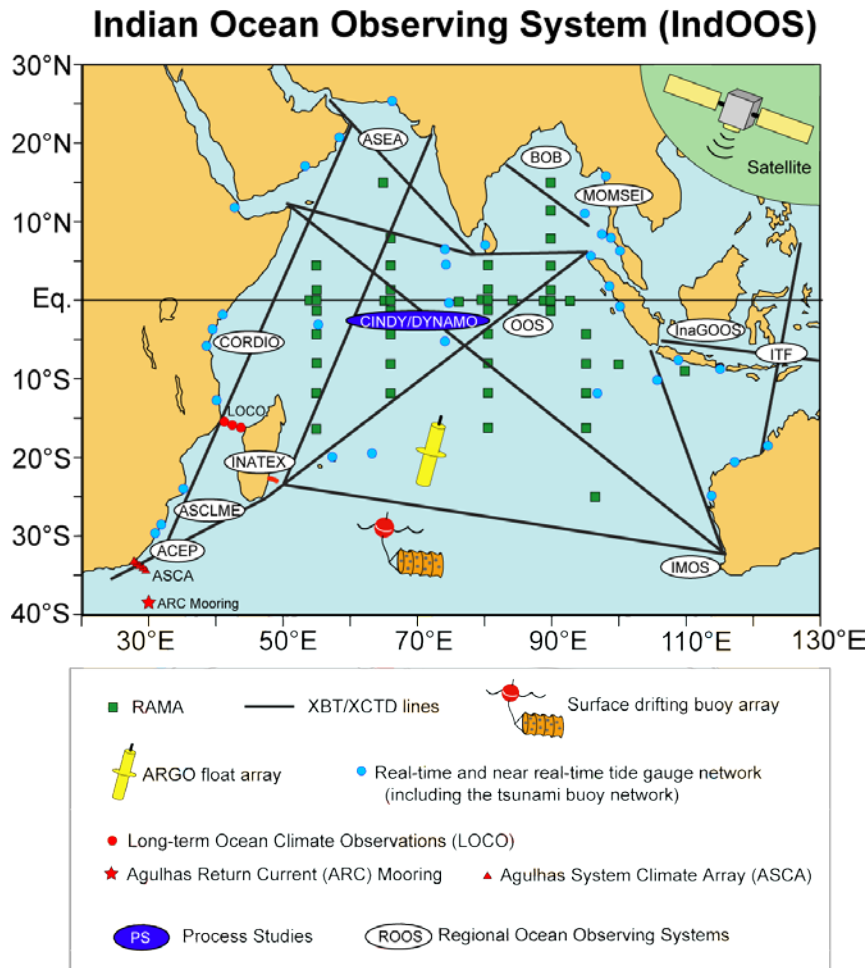 Indian Ocean Observing System (IndOOS)
30°N
20°N
10°N
Eq.
10°S
20°S
30°S
40°S
ASEA
BOB
MOMSEI
Satellite
CINDY/DYNAMO
OOS
InaGOOS
ITF
CORDIO
LOCO
INATEX
ASCLME
ACEP
ASCA
ARC Mooring
IMOS
30°E 50°E 70°E 90°E 110°E 130°E
RAMA
XBT/XCTD lines
Surface drifting buoy array
ARGO float array
Real-time and near real-time tide gauge network
(including the tsunami buoy network)
Long-term Ocean Climate Observations (LOCO)
Agulhas Return Current (ARC) Mooring
Agulhas System Climate Array (ASCA)
PS Process Studies
ROOS Regional Ocean Observing Systems